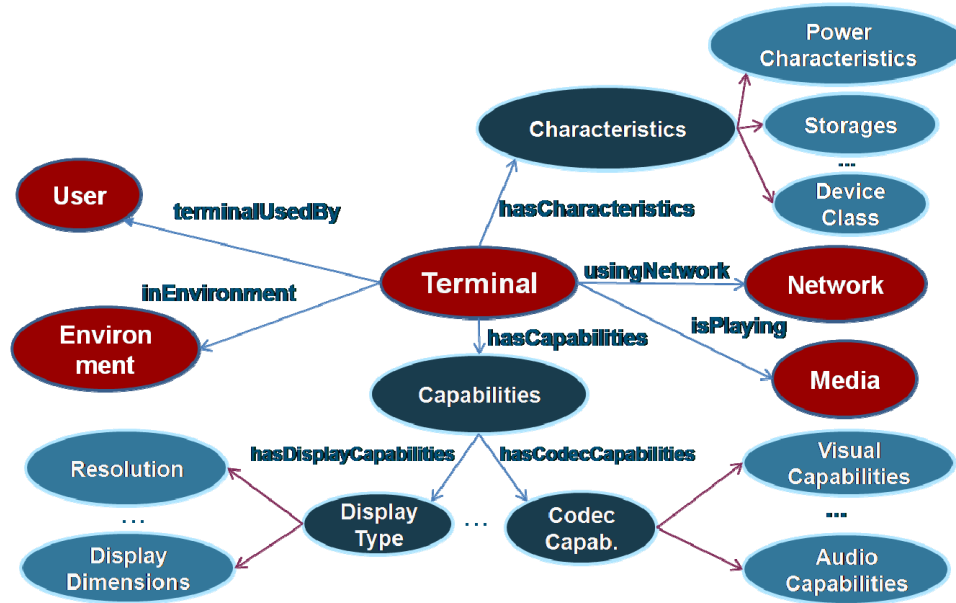 Power
Characteristics
Characteristics
Storages
...
Device
Class
User
terminalUsedBy
hasCharacteristics
Terminal
usingNetwork
Network
inEnvironment
isPlaying
Environ
ment
hasCapabilities
Media
Capabilities
hasDisplayCapabilities
hasCodecCapabilities
Visual
Capabilities
Resolution
...
Display
Type
...
Codec
Capab.
...
Display
Dimensions
Audio
Capabilities